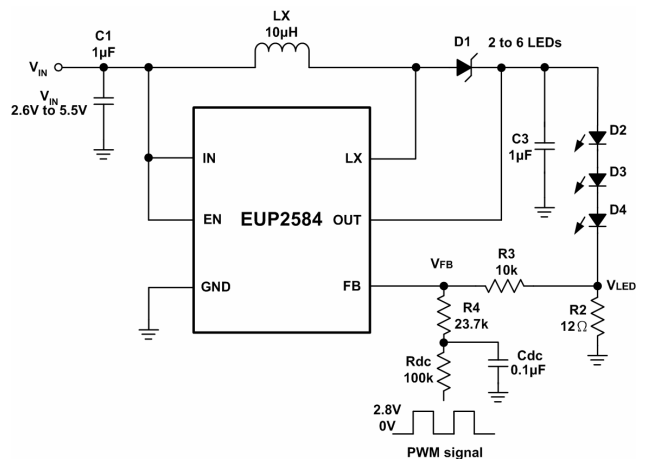 LX
10µH
C1
1µF
D1
2 to 6 LEDs
VIN
VIN
2.6V to 5.5V
C3
1µF
D2
D3
D4
IN
LX
EN
EUP2584
OUT
GND
FB
VFB
R3
10k
VLED
R4
23.7k
R2
12Ω
Rdc
100k
Cdc
0.1µF
2.8V
0V
PWM signal